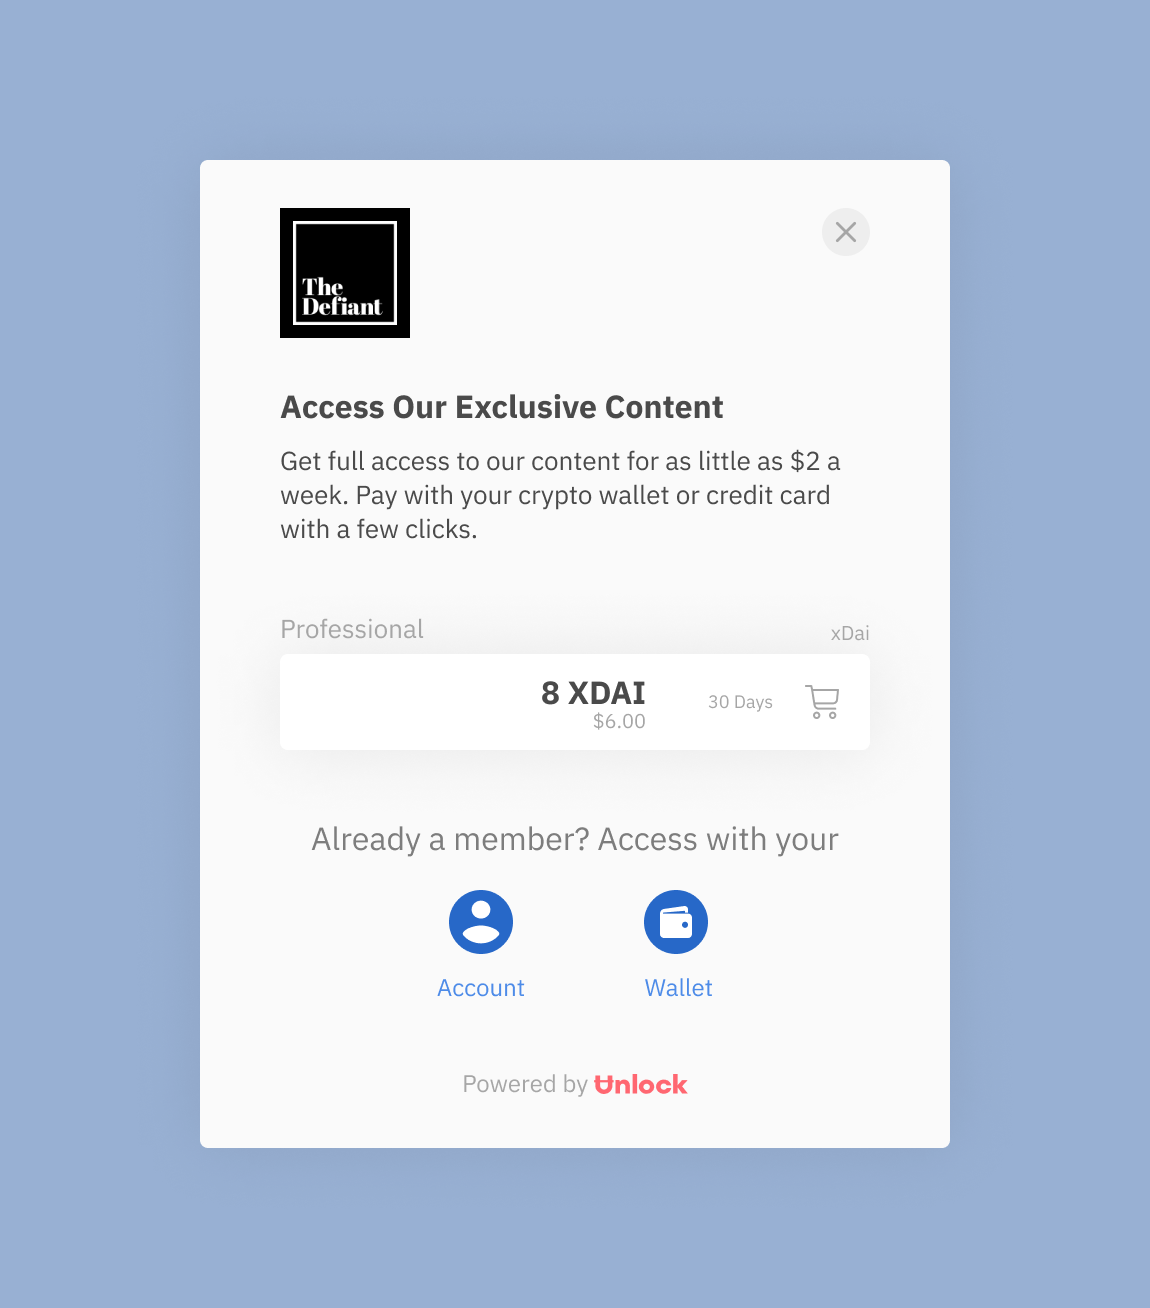 The
Defiant
Access Our Exclusive Content
Get full access to our content for as little as $2 a
week. Pay with your crypto wallet or credit card
with a few clicks.
Professional
xDai
8 XDAI
$6.00
30 Days
Already a member? Access with your
Account
Wallet
Powered by Unlock